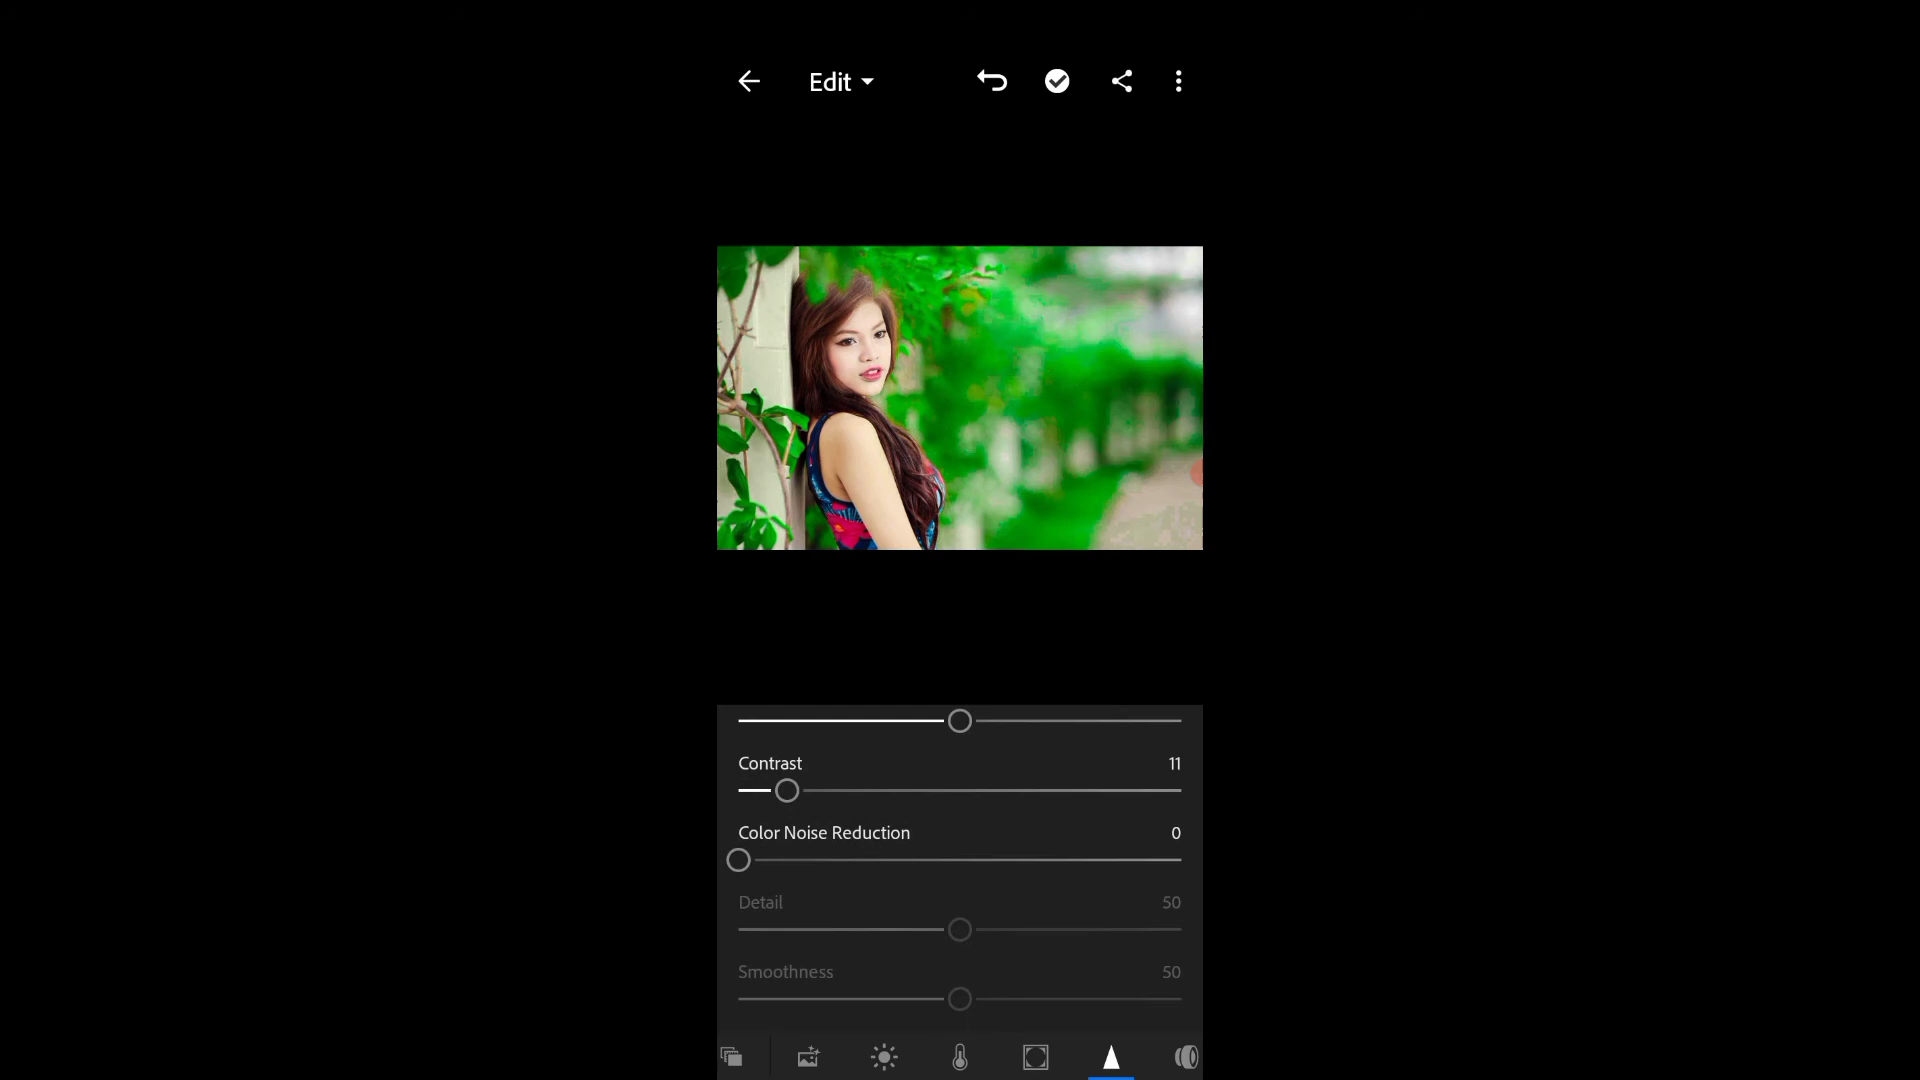 Edit
Contrast 11
Color Noise Reduction 0
Detail 50
Smoothness 50